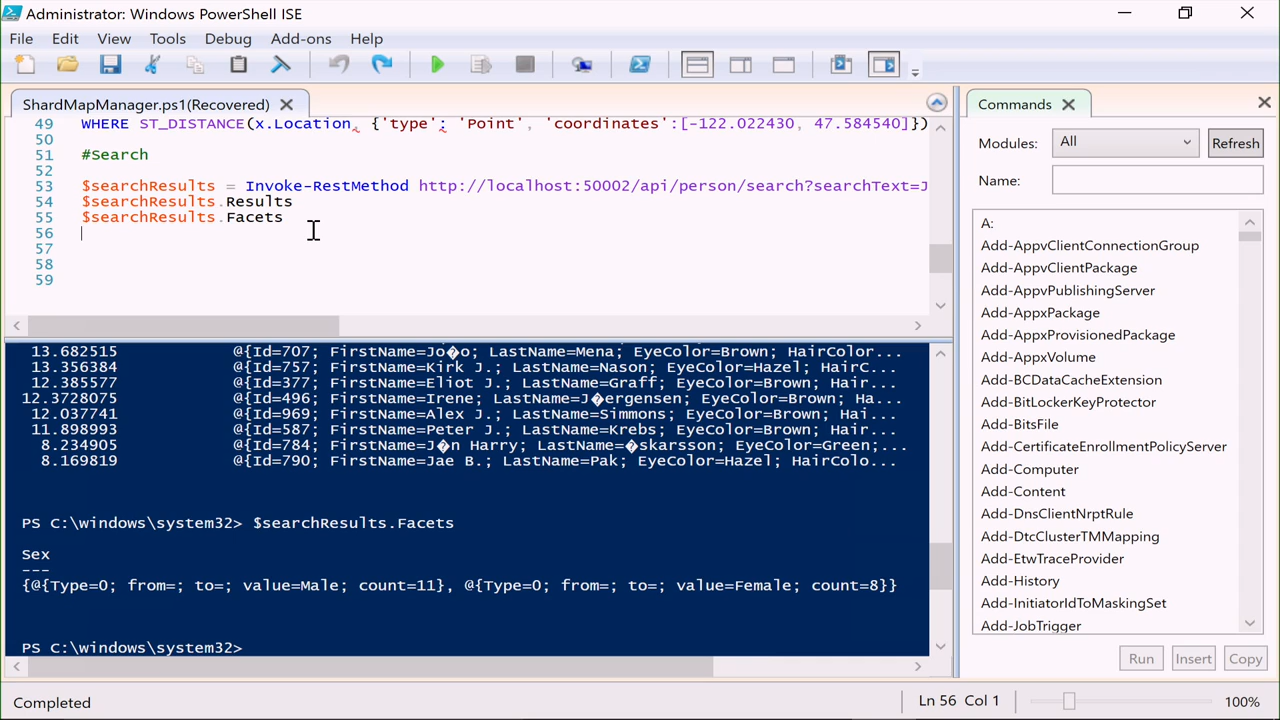 Administrator: Windows PowerShell ISE
File Edit View Tools Debug Add-ons Help
ShardMapManager.ps1(Recovered)
49 WHERE ST_DISTANCE(x.Location, {'type': 'Point', 'coordinates':[-122.022430, 47.584540]})
50
51 #Search
52
53 $searchResults = Invoke-RestMethod http://localhost:50002/api/person/search?searchText=J
54 $searchResults.Results
55 $searchResults.Facets
56
57
58
59
13.682515 @{Id=707; FirstName=Jo�o; LastName=Mena; EyeColor=Brown; HairColor...
13.356384 @{Id=757; FirstName=Kirk J.; LastName=Nason; EyeColor=Hazel; HairC...
12.385577 @{Id=377; FirstName=Eliot J.; LastName=Graff; EyeColor=Brown; Hair...
12.3728075 @{Id=496; FirstName=Irene; LastName=J�ergensen; EyeColor=Brown; Ha...
12.037741 @{Id=969; FirstName=Alex J.; LastName=Simmons; EyeColor=Brown; Hai...
11.898993 @{Id=587; FirstName=Peter J.; LastName=Krebs; EyeColor=Brown; Hair...
8.234905 @{Id=784; FirstName=J�n Harry; LastName=�skarsson; EyeColor=Green;...
8.169819 @{Id=790; FirstName=Jae B.; LastName=Pak; EyeColor=Hazel; HairColo...
PS C:\windows\system32> $searchResults.Facets
Sex
---
{@{Type=0; from=; to=; value=Male; count=11}, @{Type=0; from=; to=; value=Female; count=8}}
PS C:\windows\system32>
Commands
Modules: All Refresh
Name:
A:
Add-AppvClientConnectionGroup
Add-AppvClientPackage
Add-AppvPublishingServer
Add-AppxPackage
Add-AppxProvisionedPackage
Add-AppxVolume
Add-BCDataCacheExtension
Add-BitLockerKeyProtector
Add-BitsFile
Add-CertificateEnrollmentPolicyServer
Add-Computer
Add-Content
Add-DnsClientNrptRule
Add-DtcClusterTMMapping
Add-EtwTraceProvider
Add-History
Add-InitiatorIdToMaskingSet
Add-JobTrigger
Run Insert Copy
Completed Ln 56 Col 1 100%